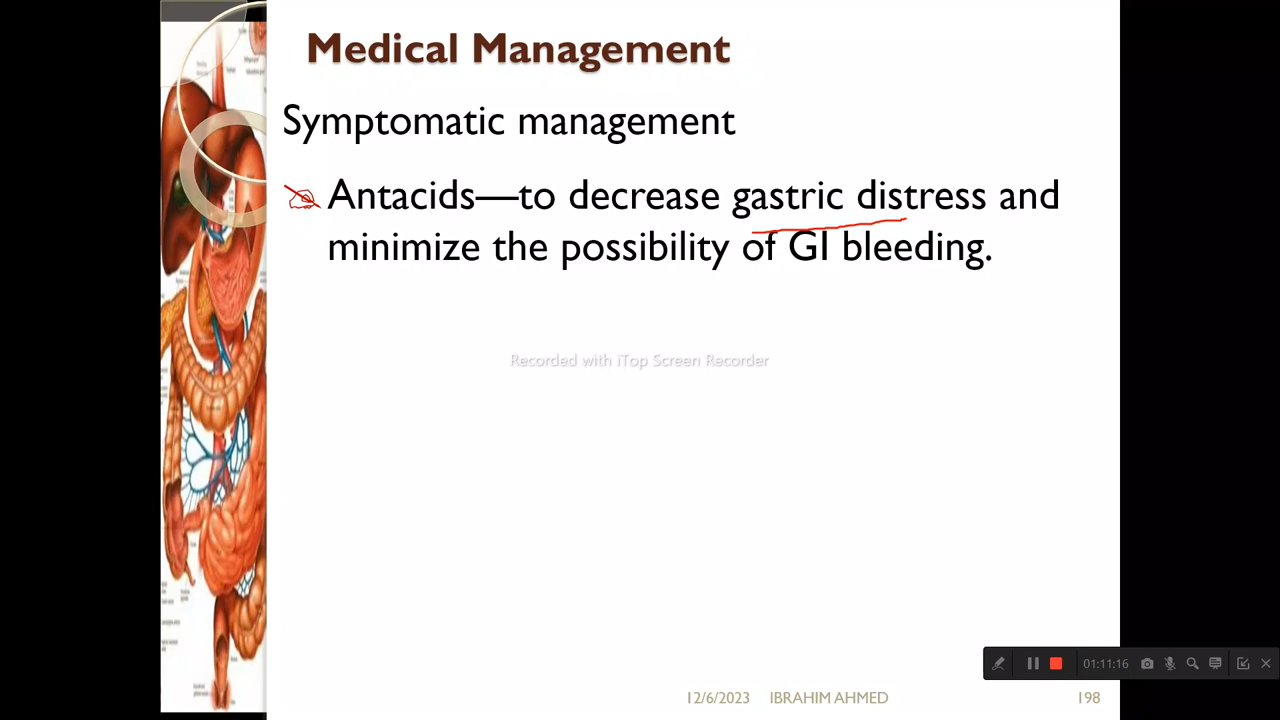 Medical Management
Symptomatic management
Antacids—to decrease gastric distress and
minimize the possibility of GI bleeding.
Recorded with iTop Screen Recorder
01:11:16
12/6/2023 IBRAHIM AHMED 198